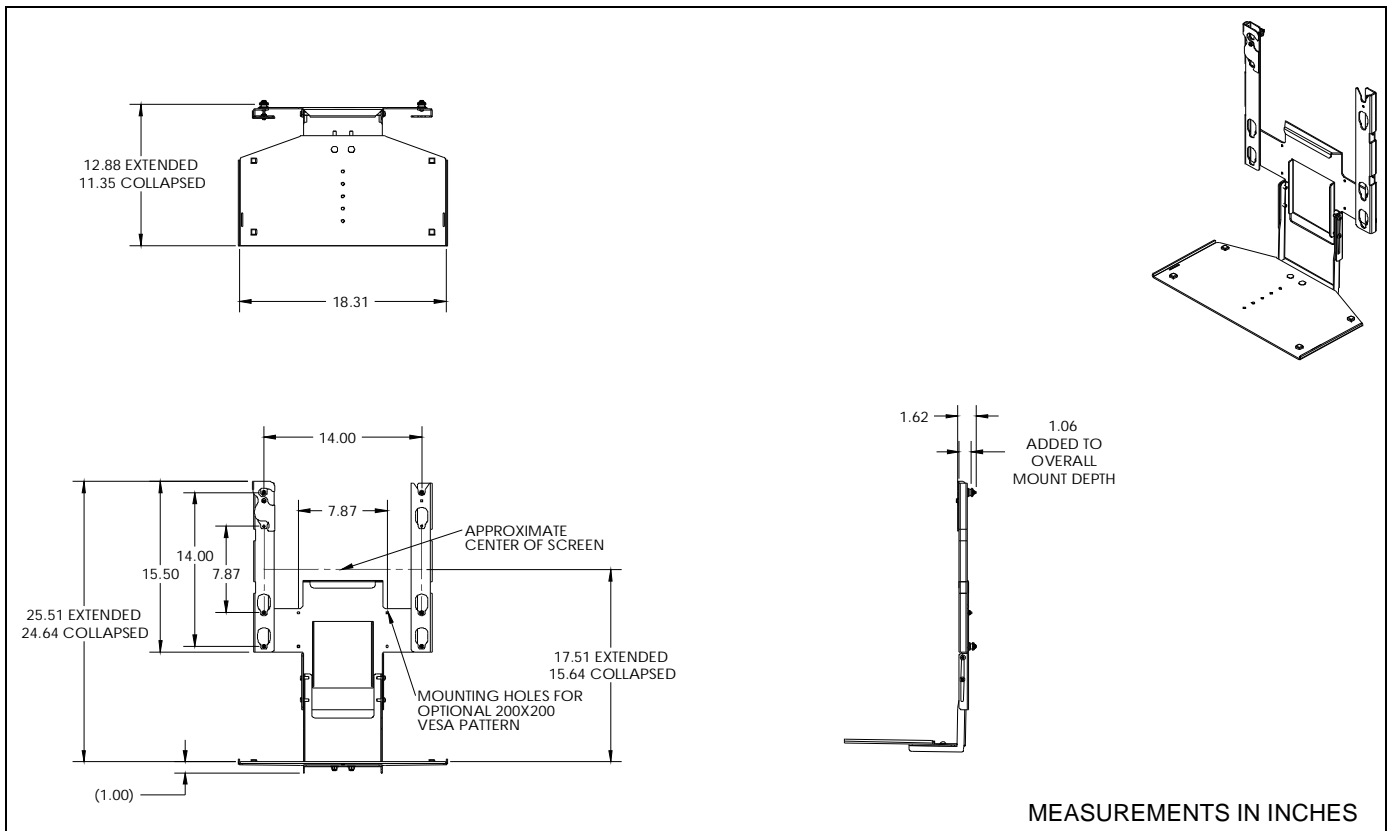 12.88 EXTENDED
11.35 COLLAPSED
18.31
14.00
7.87
APPROXIMATE
CENTER OF SCREEN
14.00
15.50
7.87
25.51 EXTENDED
24.64 COLLAPSED
17.51 EXTENDED
15.64 COLLAPSED
MOUNTING HOLES FOR
OPTIONAL 200X200
VESA PATTERN
(1.00)
1.62
1.06
ADDED TO
OVERALL
MOUNT DEPTH
MEASUREMENTS IN INCHES